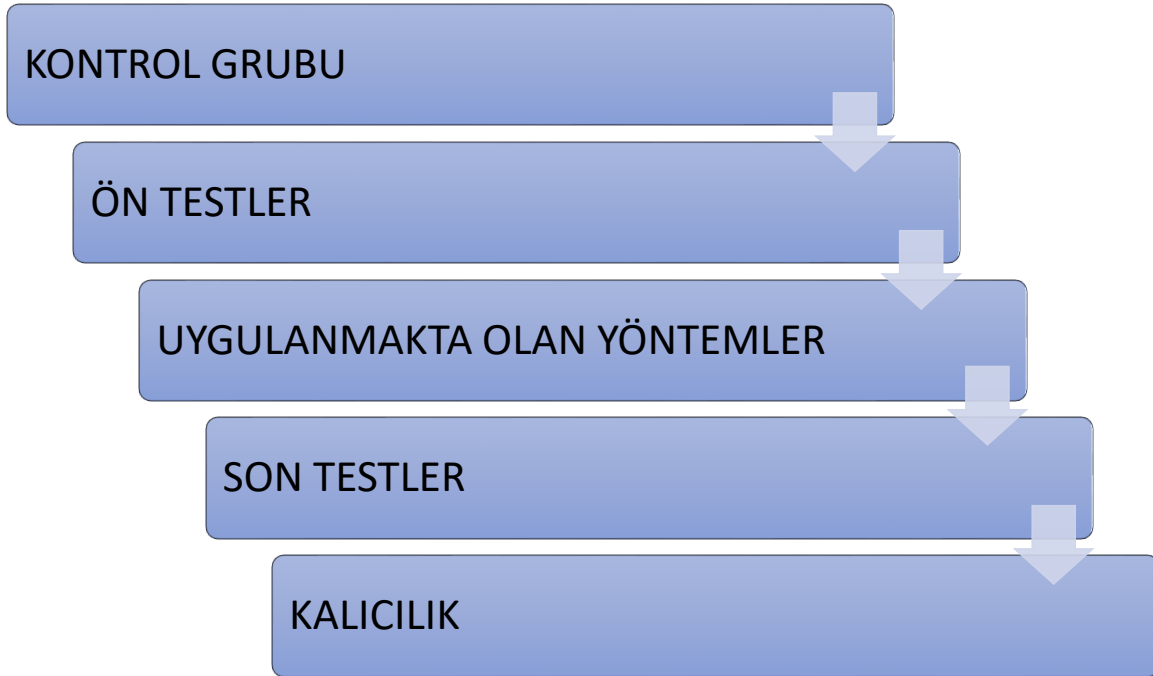 KONTROL GRUBU
ÖN TESTLER
UYGULANMAKTA OLAN YÖNTEMLER
SON TESTLER
KALICILIK